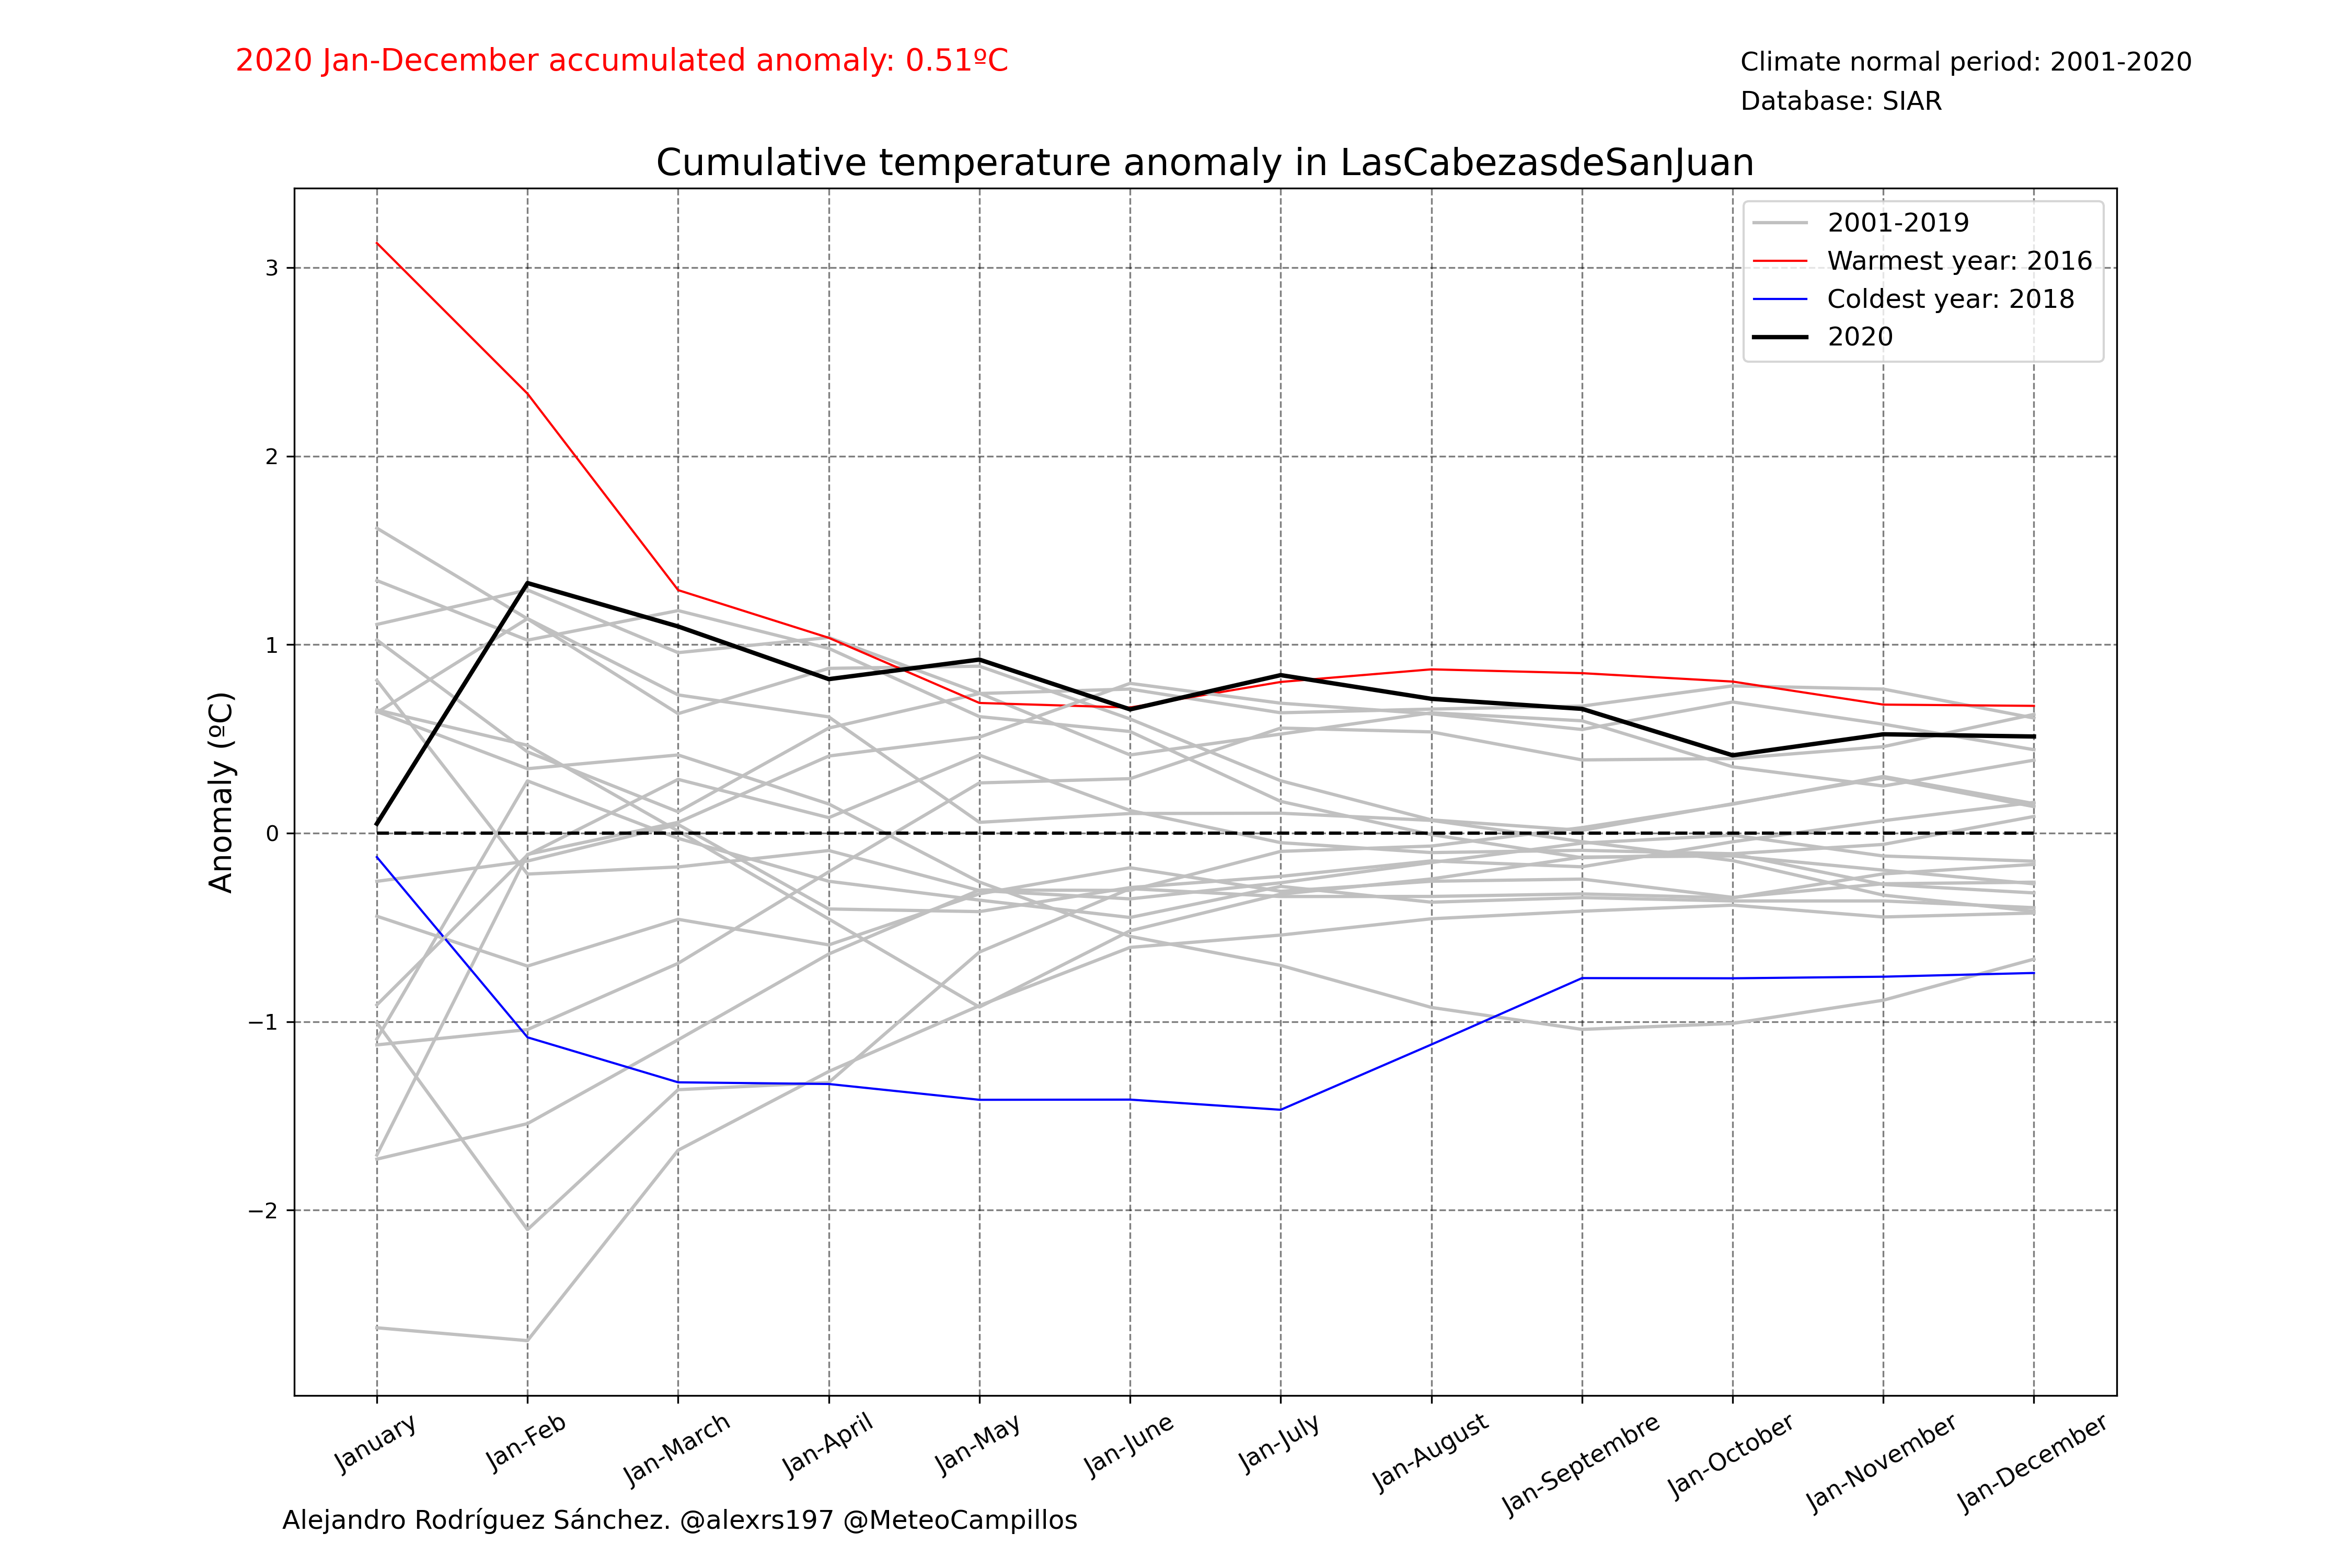 2020 Jan-December accumulated anomaly: 0.51ºC
Climate normal period: 2001-2020
Database: SIAR
Cumulative temperature anomaly in LasCabezasdeSanJuan
2001-2019
Warmest year: 2016
Coldest year: 2018
2020
Anomaly (ºC)
3
2
1
0
−1
−2
January
Jan-Feb
Jan-March
Jan-April
Jan-May
Jan-June
Jan-July
Jan-August
Jan-Septembre
Jan-October
Jan-November
Jan-December
Alejandro Rodríguez Sánchez. @alexrs197 @MeteoCampillos